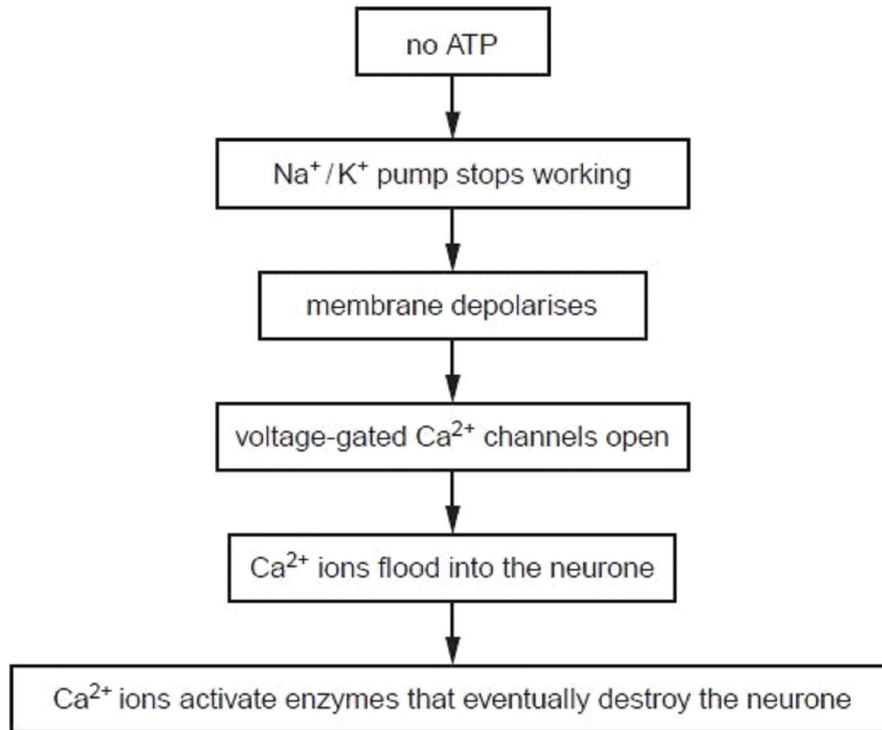 no ATP
Na⁺/K⁺ pump stops working
membrane depolarises
voltage-gated Ca²⁺ channels open
Ca²⁺ ions flood into the neurone
Ca²⁺ ions activate enzymes that eventually destroy the neurone